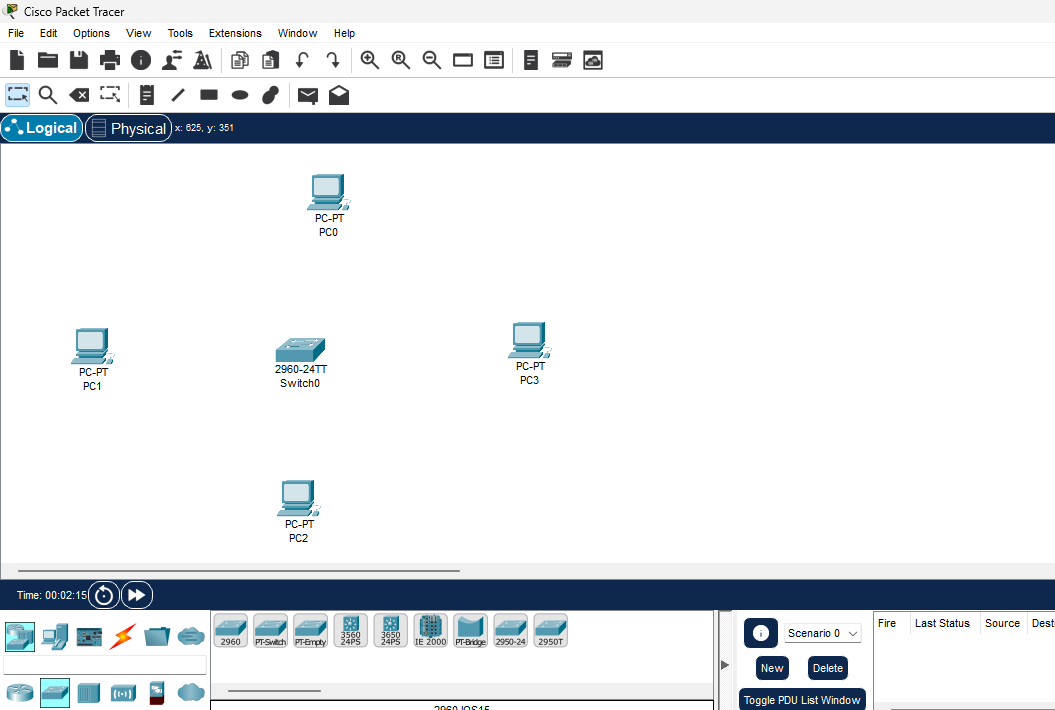 Cisco Packet Tracer
File Edit Options View Tools Extensions Window Help
Logical Physical x: 625, y: 351
PC-PT
PC0
PC-PT
PC1
2960-24TT
Switch0
PC-PT
PC3
PC-PT
PC2
Time: 00:02:15
2960 PT-Switch PT-Empty 3560 24PS 3650 24PS IE 2000 PT-Bridge 2950-24 2950T
2960 IOS15
Scenario 0
New Delete
Toggle PDU List Window
Fire Last Status Source Desti